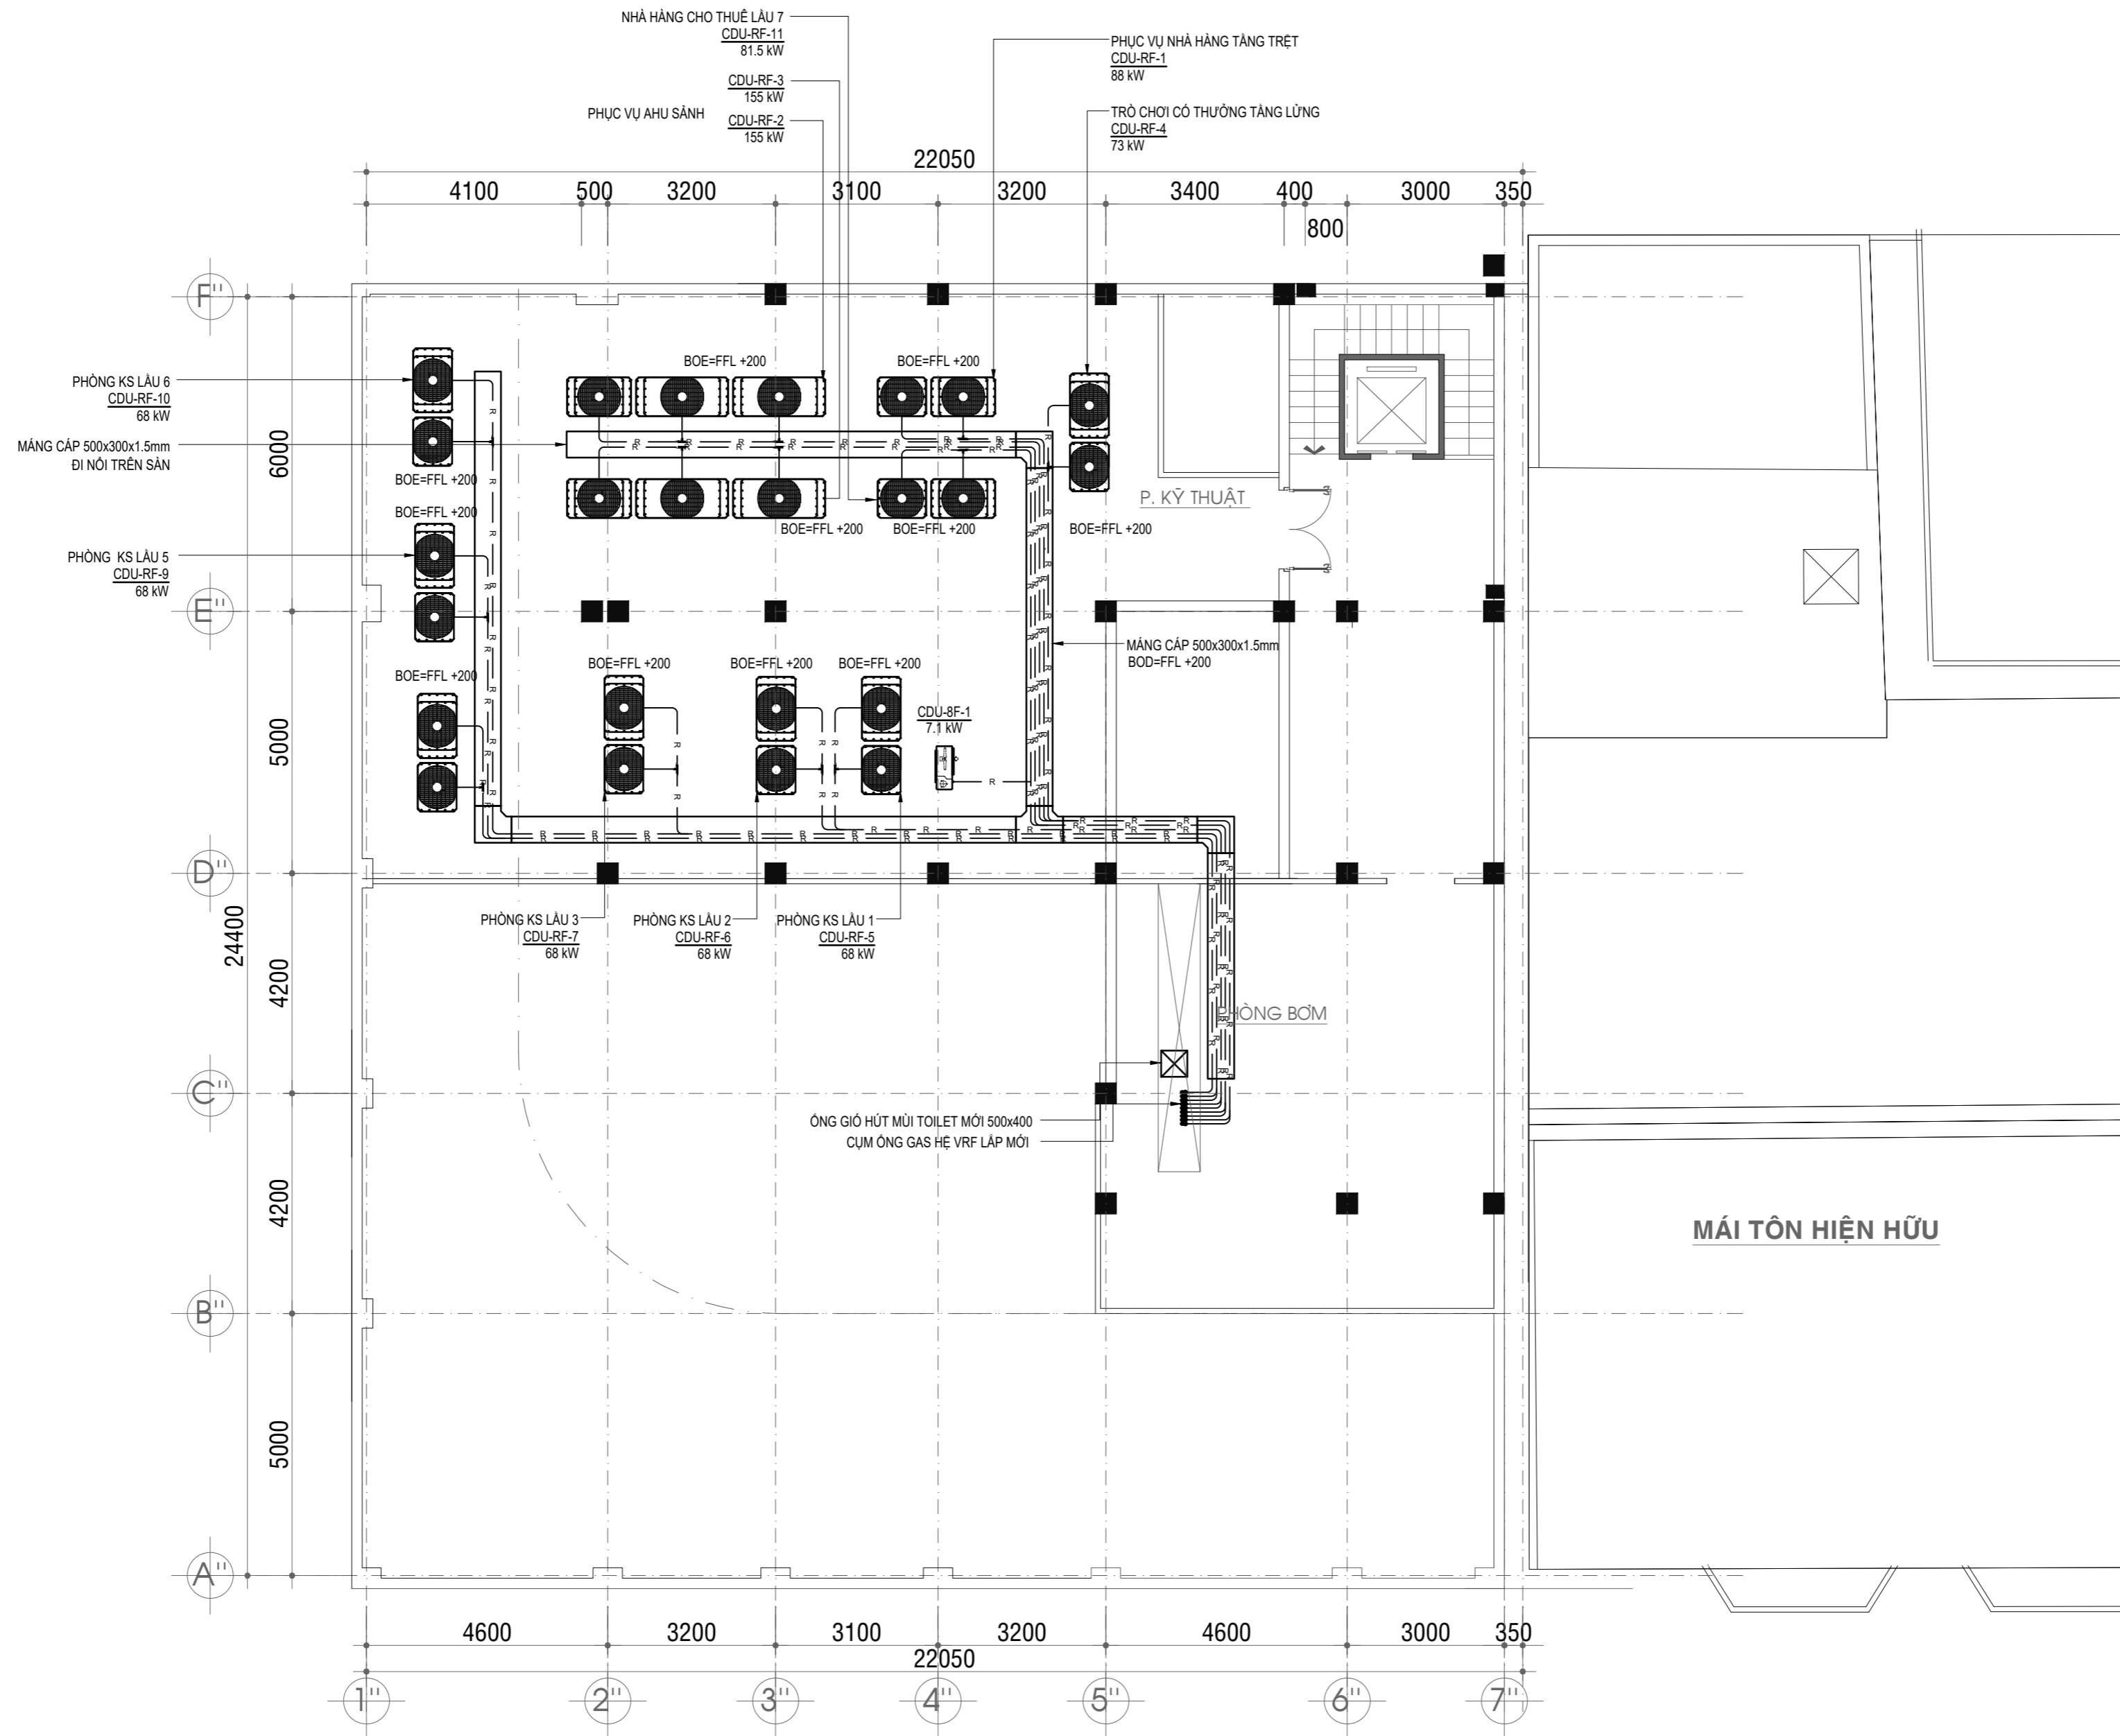 NHÀ HÀNG CHO THUÊ LẦU 7
CDU-RF-11
81.5 kW
CDU-RF-3
155 kW
PHỤC VỤ AHU SẢNH
CDU-RF-2
155 kW
PHỤC VỤ NHÀ HÀNG TẦNG TRỆT
CDU-RF-1
88 kW
TRÒ CHƠI CÓ THƯỞNG TẦNG LỬNG
CDU-RF-4
73 kW
22050
4100
500
3200
3100
3200
3400
400
3000
350
800
F"
BOE=FFL +200
BOE=FFL +200
PHÒNG KS LẦU 6
CDU-RF-10
68 kW
MÁNG CÁP 500x300x1.5mm
ĐI NỔI TRÊN SÀN
6000
BOE=FFL +200
P. KỸ THUẬT
BOE=FFL +200
BOE=FFL +200
BOE=FFL +200
BOE=FFL +200
PHÒNG KS LẦU 5
CDU-RF-9
68 kW
E"
MÁNG CÁP 500x300x1.5mm
BOD=FFL +200
BOE=FFL +200
BOE=FFL +200
BOE=FFL +200
BOE=FFL +200
CDU-8F-1
7.1 kW
5000
D"
PHÒNG KS LẦU 3
CDU-RF-7
68 kW
PHÒNG KS LẦU 2
CDU-RF-6
68 kW
PHÒNG KS LẦU 1
CDU-RF-5
68 kW
24400
4200
PHÒNG BƠM
C"
ỐNG GIÓ HÚT MÙI TOILET MỚI 500x400
CỤM ỐNG GAS HỆ VRF LẮP MỚI
4200
MÁI TÔN HIỆN HỮU
B"
5000
A"
4600
3200
3100
3200
4600
3000
350
22050
1"
2"
3"
4"
5"
6"
7"